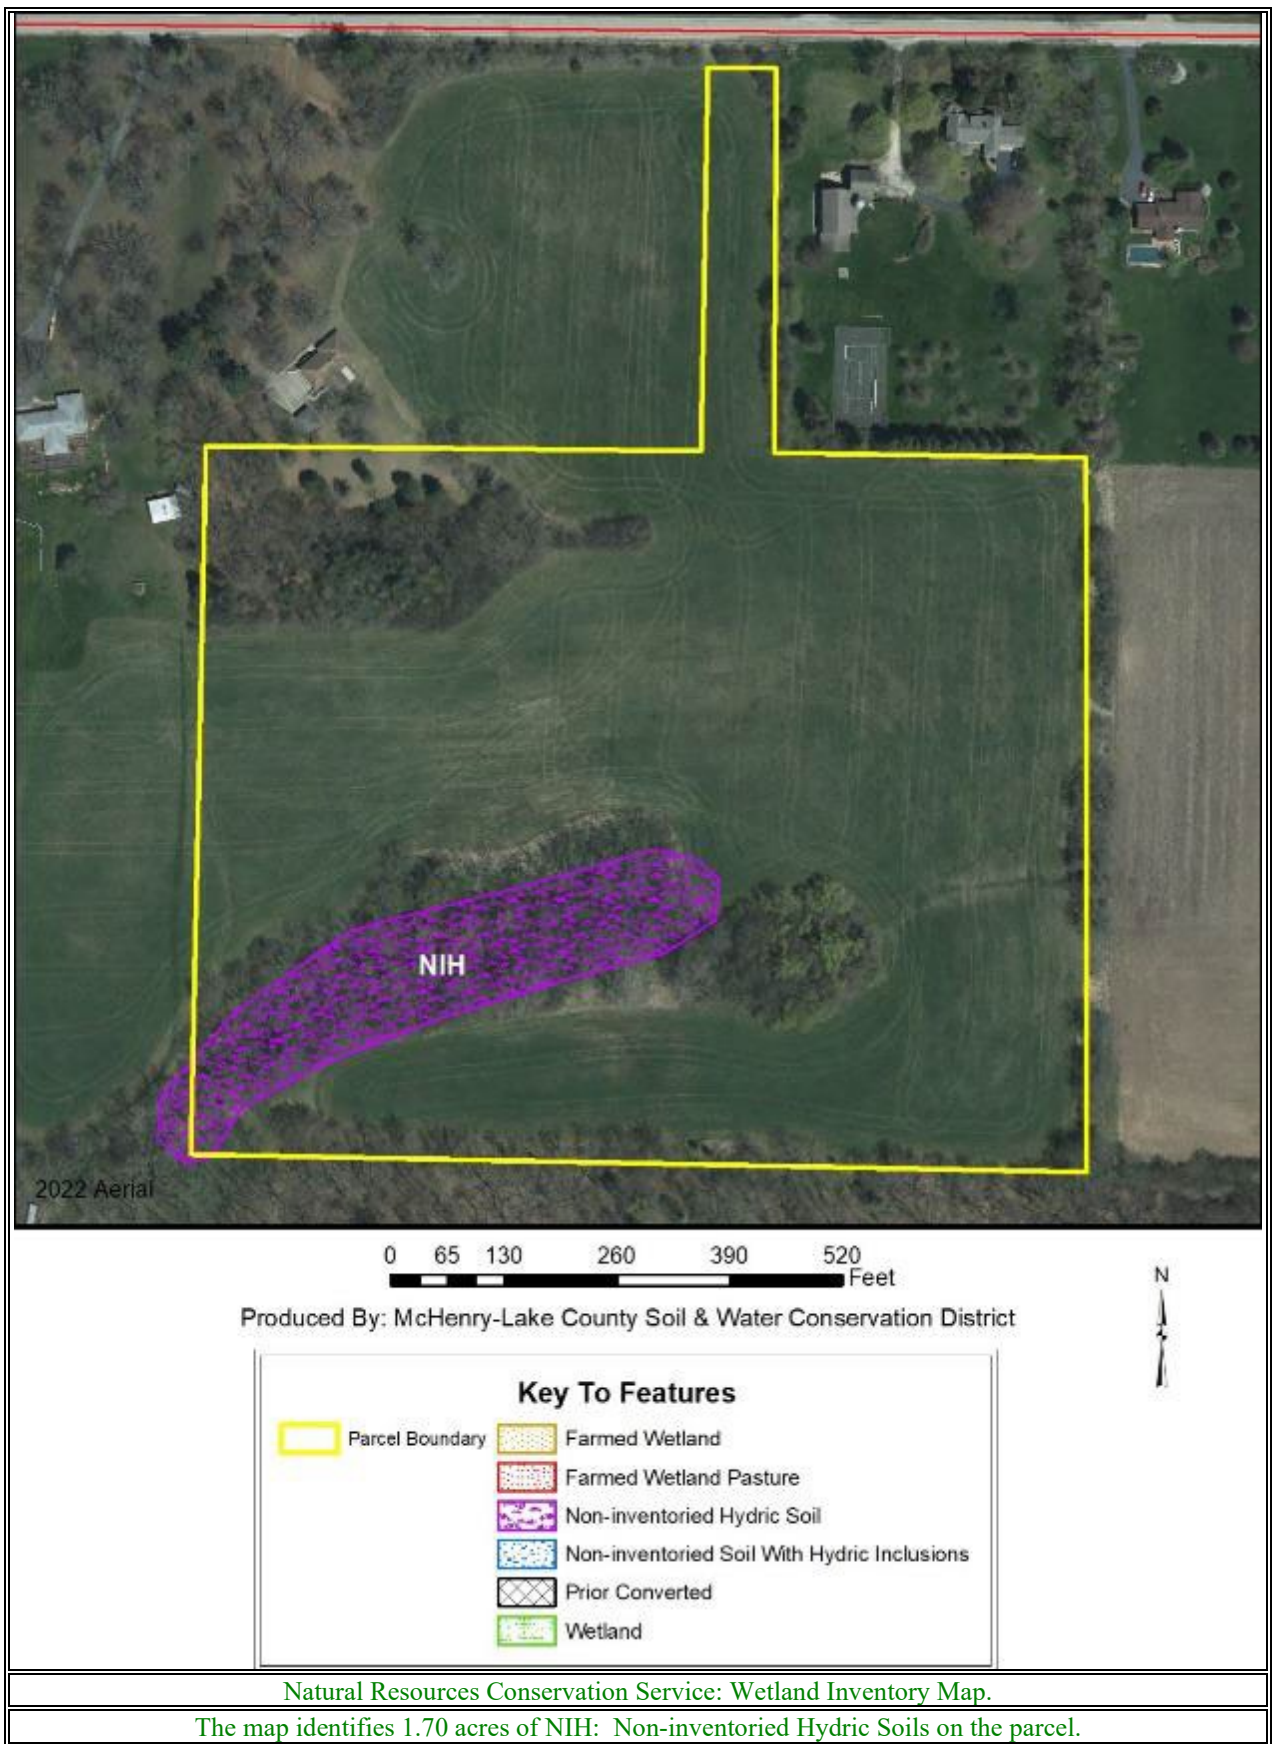 NIH
2022 Aerial
0 65 130 260 390 520
Feet
N
Produced By: McHenry-Lake County Soil & Water Conservation District
Key To Features
Parcel Boundary
Farmed Wetland
Farmed Wetland Pasture
Non-inventoried Hydric Soil
Non-inventoried Soil With Hydric Inclusions
Prior Converted
Wetland
Natural Resources Conservation Service: Wetland Inventory Map.
The map identifies 1.70 acres of NIH: Non-inventoried Hydric Soils on the parcel.